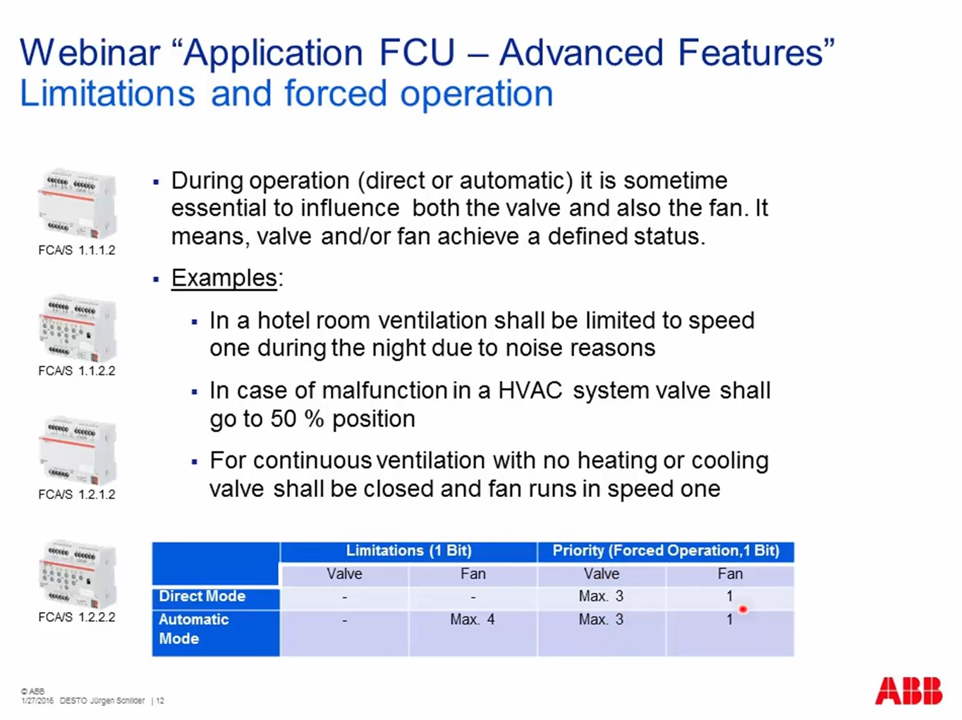 Webinar “Application FCU – Advanced Features”
Limitations and forced operation
▪ During operation (direct or automatic) it is sometime
essential to influence both the valve and also the fan. It
means, valve and/or fan achieve a defined status.
▪ Examples:
▪ In a hotel room ventilation shall be limited to speed
one during the night due to noise reasons
▪ In case of malfunction in a HVAC system valve shall
go to 50 % position
▪ For continuous ventilation with no heating or cooling
valve shall be closed and fan runs in speed one
FCA/S 1.1.1.2
FCA/S 1.1.2.2
FCA/S 1.2.1.2
FCA/S 1.2.2.2
Limitations (1 Bit) Priority (Forced Operation,1 Bit)
Valve Fan Valve Fan
Direct Mode - - Max. 3 1
Automatic Mode - Max. 4 Max. 3 1
© ABB
1/27/2016 DESTO Jürgen Schilder | 12
ABB